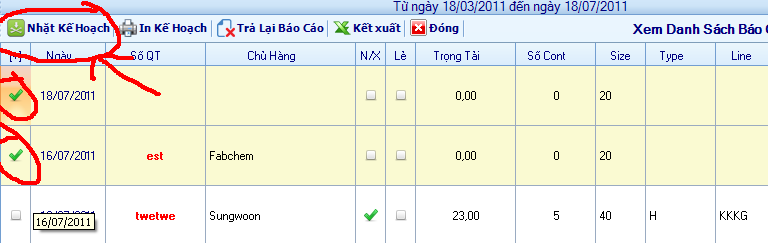 Từ ngày 18/03/2011 đến ngày 18/07/2011
Nhặt Kế Hoạch In Kế Hoạch Trả Lại Báo Cáo Kết xuất Đóng Xem Danh Sách Báo
Ngày Số QT Chủ Hàng N/X Lẻ Trọng Tải Số Cont Size Type Line
18/07/2011 0,00 0 20
16/07/2011 est Fabchem 0,00 0 20
twetwe Sungwoon 23,00 5 40 H KKKG
16/07/2011